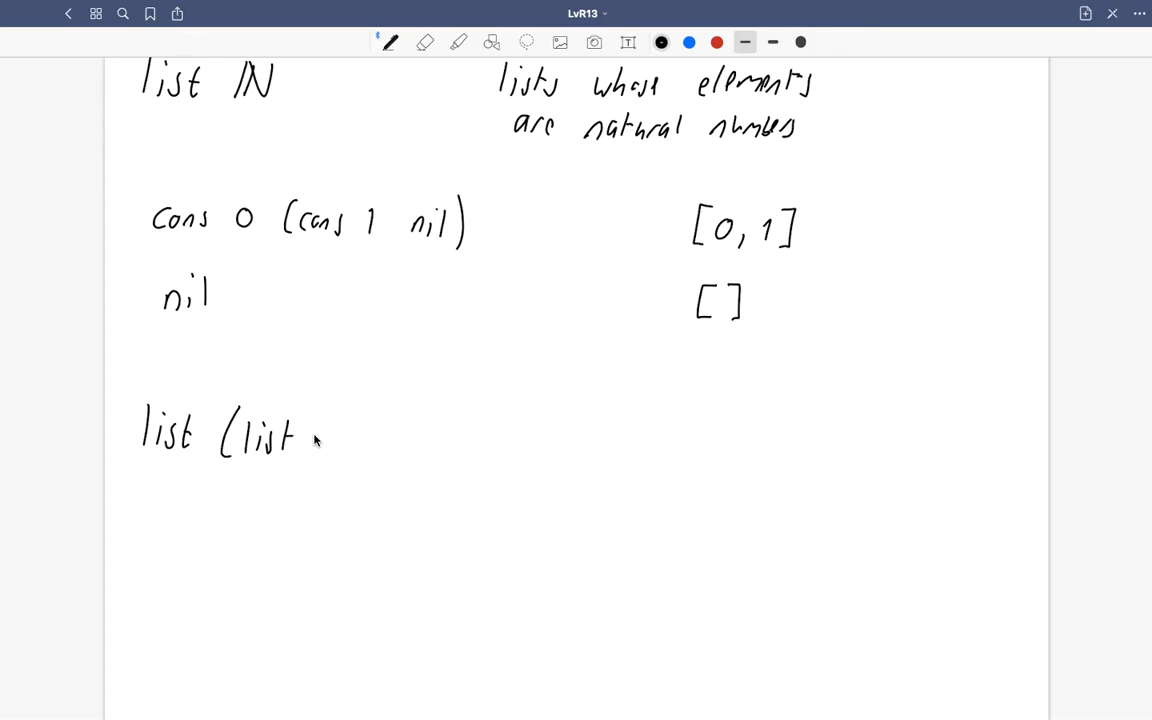 LvR13
list ℕ lists whose elements
are natural numbers
cons 0 (cons 1 nil) [0, 1]
nil []
list (list